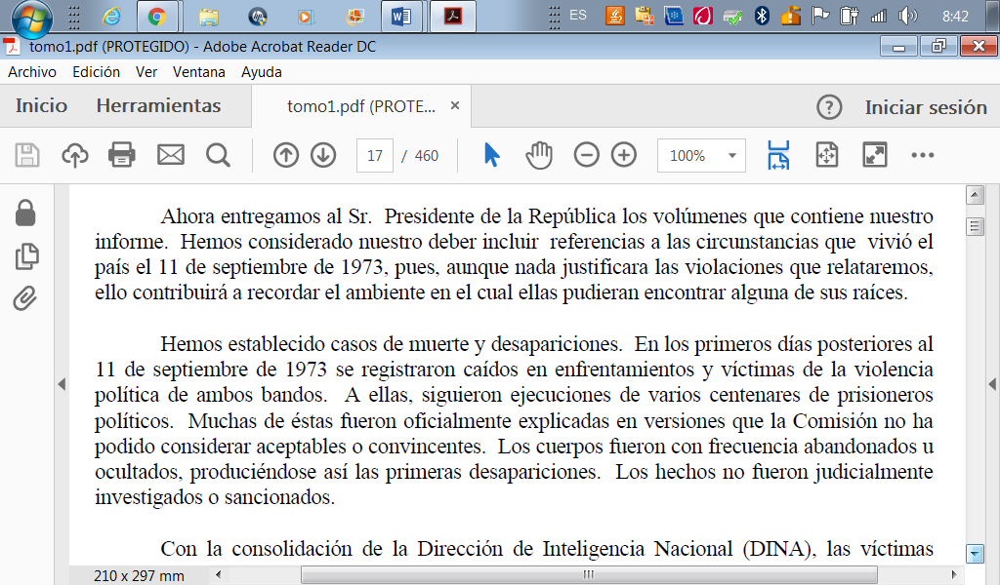 ES 8:42
tomo1.pdf (PROTEGIDO) - Adobe Acrobat Reader DC
Archivo Edición Ver Ventana Ayuda
Inicio Herramientas tomo1.pdf (PROTE... × ? Iniciar sesión
17 / 460 100%
Ahora entregamos al Sr. Presidente de la República los volúmenes que contiene nuestro
informe. Hemos considerado nuestro deber incluir referencias a las circunstancias que vivió el
país el 11 de septiembre de 1973, pues, aunque nada justificara las violaciones que relataremos,
ello contribuirá a recordar el ambiente en el cual ellas pudieran encontrar alguna de sus raíces.
Hemos establecido casos de muerte y desapariciones. En los primeros días posteriores al
11 de septiembre de 1973 se registraron caídos en enfrentamientos y víctimas de la violencia
política de ambos bandos. A ellas, siguieron ejecuciones de varios centenares de prisioneros
políticos. Muchas de éstas fueron oficialmente explicadas en versiones que la Comisión no ha
podido considerar aceptables o convincentes. Los cuerpos fueron con frecuencia abandonados u
ocultados, produciéndose así las primeras desapariciones. Los hechos no fueron judicialmente
investigados o sancionados.
Con la consolidación de la Dirección de Inteligencia Nacional (DINA), las víctimas
210 x 297 mm